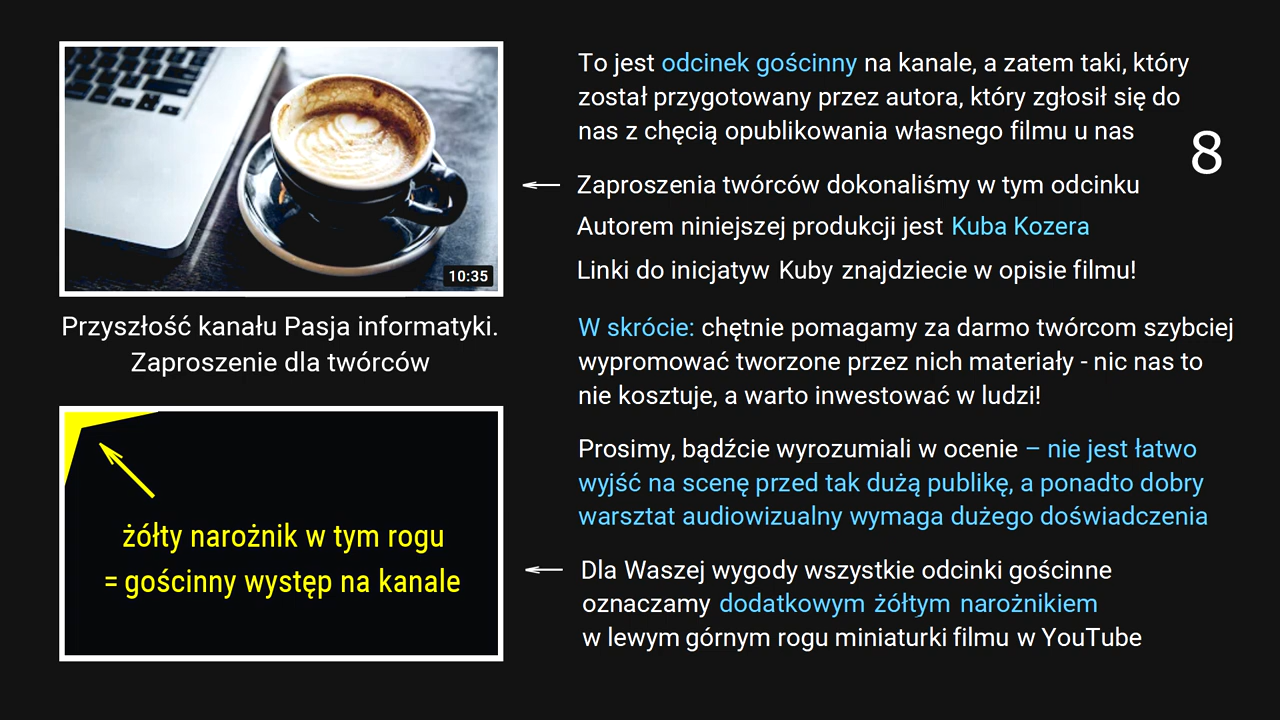 To jest odcinek gościnny na kanale, a zatem taki, który
został przygotowany przez autora, który zgłosił się do
nas z chęcią opublikowania własnego filmu u nas
8
Zaproszenia twórców dokonaliśmy w tym odcinku
Autorem niniejszej produkcji jest Kuba Kozera
Linki do inicjatyw Kuby znajdziecie w opisie filmu!
10:35
Przyszłość kanału Pasja informatyki.
Zaproszenie dla twórców
W skrócie: chętnie pomagamy za darmo twórcom szybciej
wypromować tworzone przez nich materiały - nic nas to
nie kosztuje, a warto inwestować w ludzi!
Prosimy, bądźcie wyrozumiali w ocenie – nie jest łatwo
wyjść na scenę przed tak dużą publikę, a ponadto dobry
warsztat audiowizualny wymaga dużego doświadczenia
żółty narożnik w tym rogu
= gościnny występ na kanale
Dla Waszej wygody wszystkie odcinki gościnne
oznaczamy dodatkowym żółtym narożnikiem
w lewym górnym rogu miniaturki filmu w YouTube